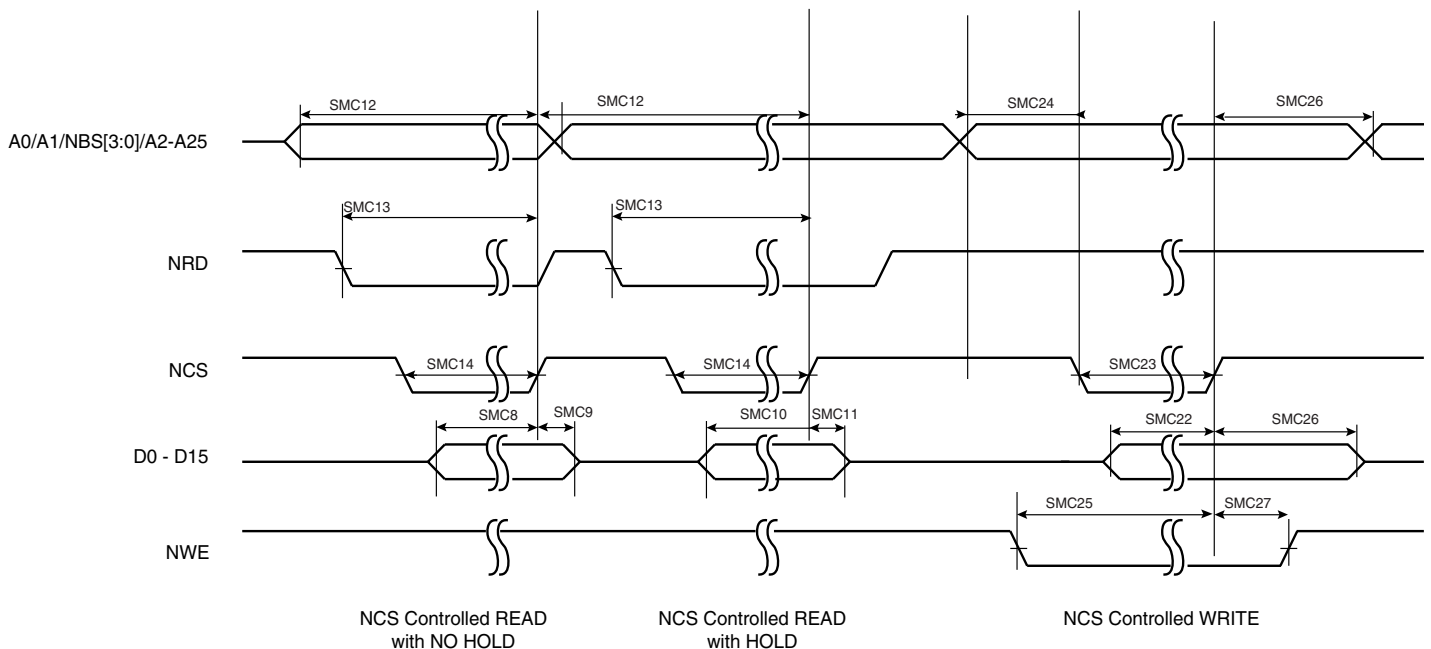 SMC12
SMC12
SMC24
SMC26
A0/A1/NBS[3:0]/A2-A25
SMC13
SMC13
NRD
SMC14
SMC14
SMC23
NCS
SMC8
SMC9
SMC10
SMC11
SMC22
SMC26
D0 - D15
SMC25
SMC27
NWE
NCS Controlled READ
with NO HOLD
NCS Controlled READ
with HOLD
NCS Controlled WRITE